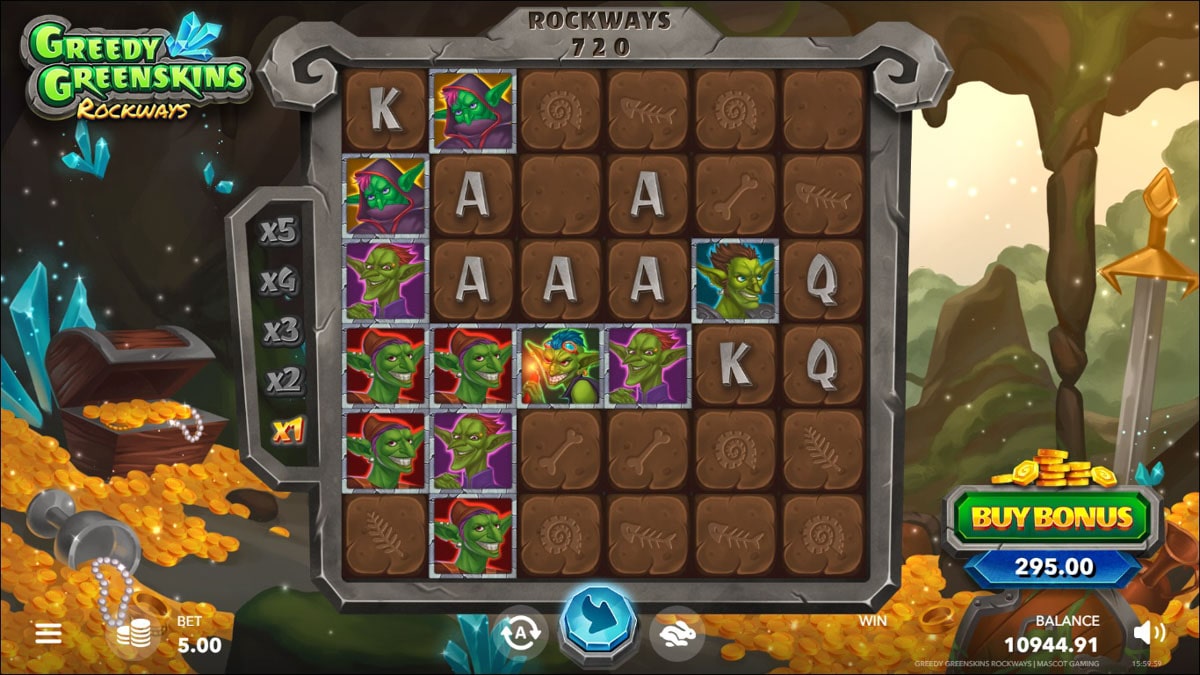 GREEDY
GREENSKINS
ROCKWAYS
ROCKWAYS
720
K
A A
A A A Q
K Q
x5
x4
x3
x2
x1
BUY BONUS
295.00
BET
5.00
A
WIN
BALANCE
10944.91
GREEDY GREENSKINS ROCKWAYS | MASCOT GAMING 15:59:59